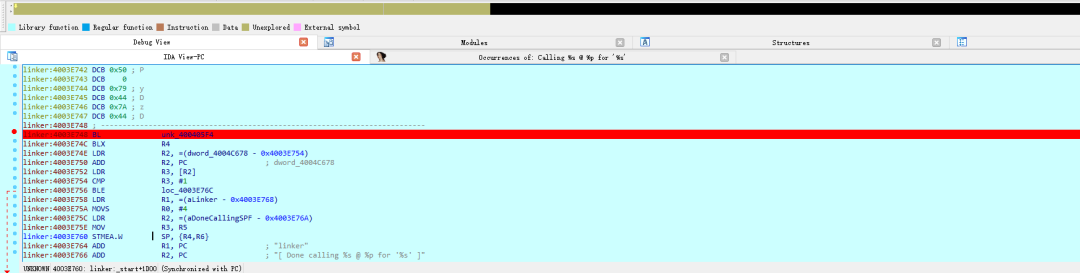 Library function Regular function Instruction Data Unexplored External symbol
Debug View Modules Structures
IDA View-PC Occurrences of: Calling %s @ %p for '%s'
linker:4003E742 DCB 0x50 ; P
linker:4003E743 DCB 0
linker:4003E744 DCB 0x79 ; y
linker:4003E745 DCB 0x44 ; D
linker:4003E746 DCB 0x7A ; z
linker:4003E747 DCB 0x44 ; D
linker:4003E748 ; ---------------------------------------------------------------------------
linker:4003E748 BL unk_400405F4
linker:4003E74C BLX R4
linker:4003E74E LDR R2, =(dword_4004C678 - 0x4003E754)
linker:4003E750 ADD R2, PC ; dword_4004C678
linker:4003E752 LDR R3, [R2]
linker:4003E754 CMP R3, #1
linker:4003E756 BLE loc_4003E76C
linker:4003E758 LDR R1, =(aLinker - 0x4003E768)
linker:4003E75A MOVS R0, #4
linker:4003E75C LDR R2, =(aDoneCallingSPF - 0x4003E76A)
linker:4003E75E MOV R3, R5
linker:4003E760 STMEA.W SP, {R4,R6}
linker:4003E764 ADD R1, PC ; "linker"
linker:4003E766 ADD R2, PC ; "[ Done calling %s @ %p for '%s' ]"
UNKNOWN 4003E760: linker:_start+1D00 (Synchronized with PC)